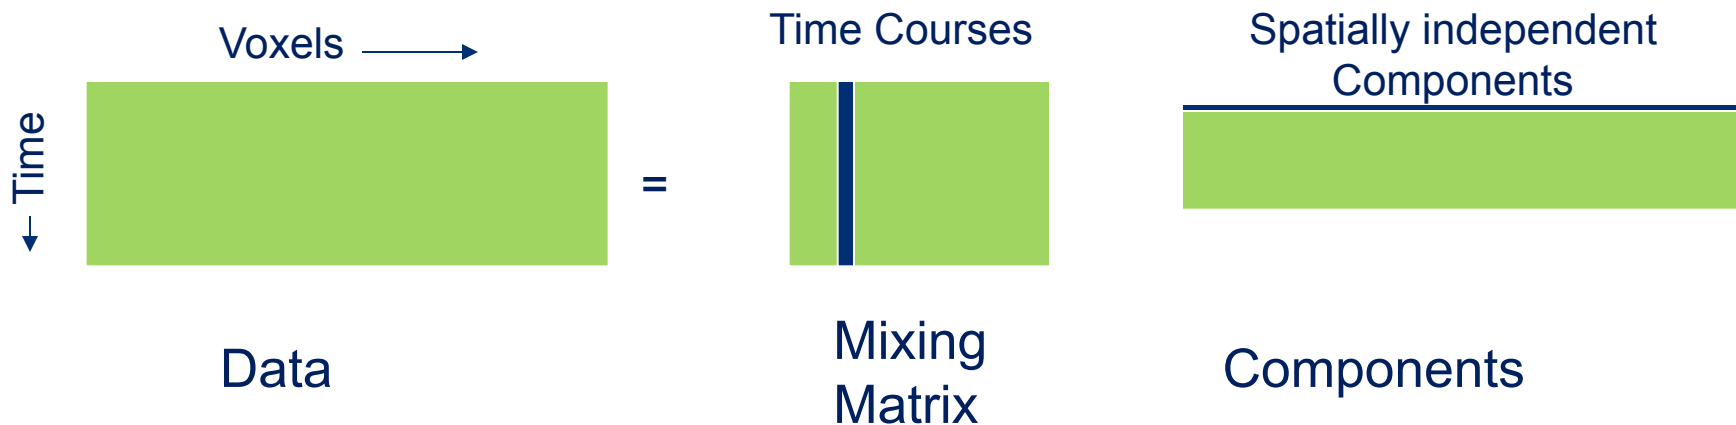 Voxels
Time
=
Time Courses
Spatially independent
Components
Data
Mixing
Matrix
Components